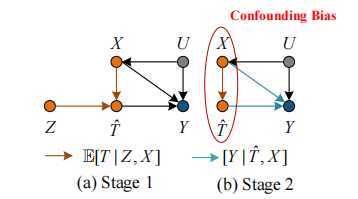 Confounding Bias
X U X U
Z T̂ Y T̂ Y
→ 𝔼[T | Z, X] → [Y | T̂, X]
(a) Stage 1 (b) Stage 2